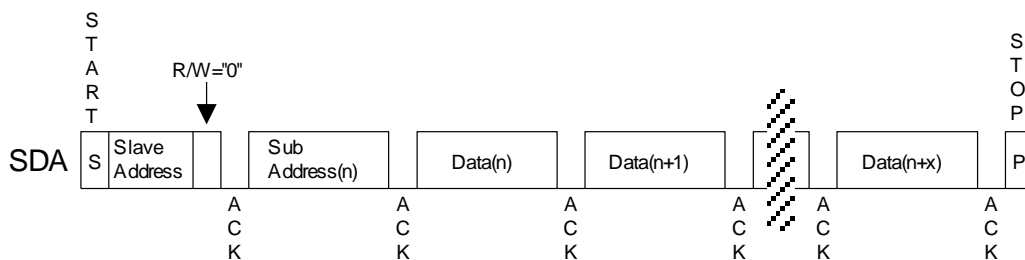 START
STOP
R/W="0"
SDA
S
Slave
Address
Sub
Address(n)
Data(n)
Data(n+1)
Data(n+x)
P
ACK
ACK
ACK
ACK
ACK
ACK